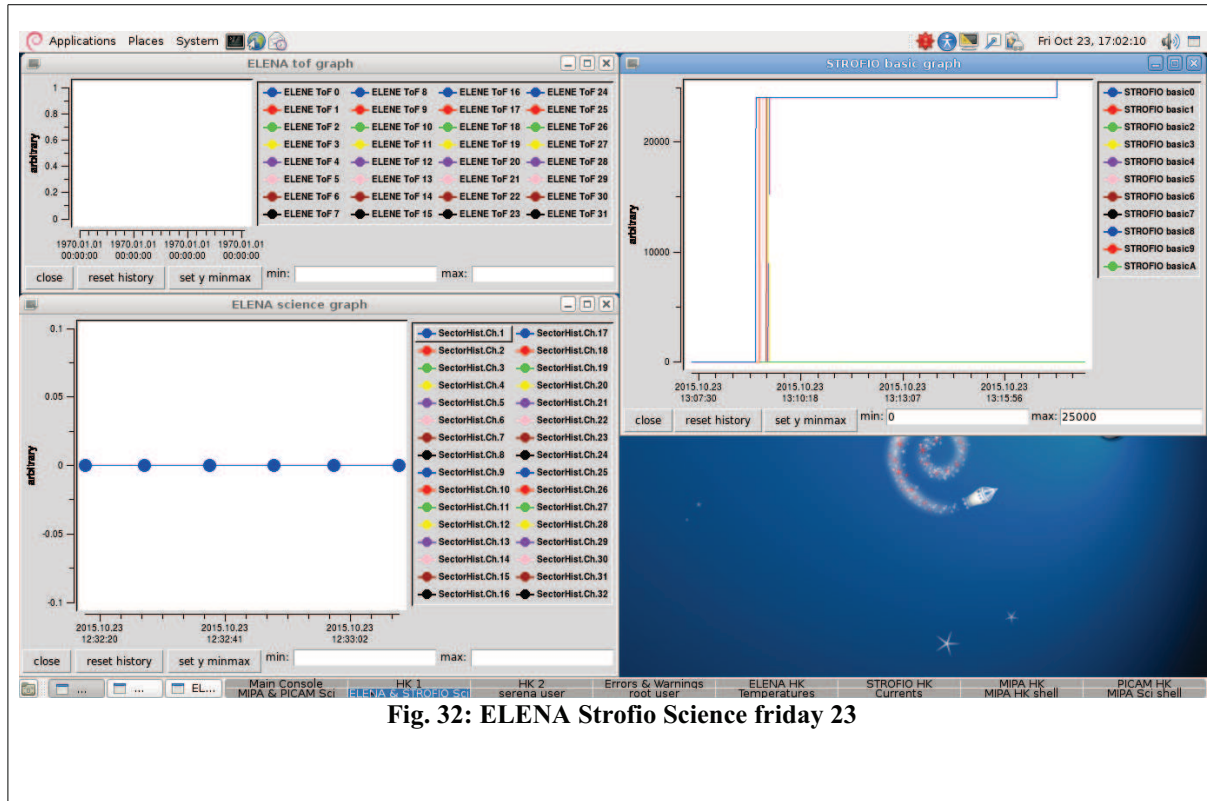 Applications Places System Fri Oct 23, 17:02:10
ELENA tof graph
1
0.8
0.6
0.4
0.2
0
arbitrary
1970.01.01 1970.01.01 1970.01.01 1970.01.01
00:00:00 00:00:00 00:00:00 00:00:00
ELENE ToF 0 ELENE ToF 8 ELENE ToF 16 ELENE ToF 24
ELENE ToF 1 ELENE ToF 9 ELENE ToF 17 ELENE ToF 25
ELENE ToF 2 ELENE ToF 10 ELENE ToF 18 ELENE ToF 26
ELENE ToF 3 ELENE ToF 11 ELENE ToF 19 ELENE ToF 27
ELENE ToF 4 ELENE ToF 12 ELENE ToF 20 ELENE ToF 28
ELENE ToF 5 ELENE ToF 13 ELENE ToF 21 ELENE ToF 29
ELENE ToF 6 ELENE ToF 14 ELENE ToF 22 ELENE ToF 30
ELENE ToF 7 ELENE ToF 15 ELENE ToF 23 ELENE ToF 31
close reset history set y minmax min: max:
STROFIO basic graph
20000
10000
0
arbitrary
2015.10.23 2015.10.23 2015.10.23 2015.10.23
13:07:30 13:10:18 13:13:07 13:15:56
STROFIO basic0
STROFIO basic1
STROFIO basic2
STROFIO basic3
STROFIO basic4
STROFIO basic5
STROFIO basic6
STROFIO basic7
STROFIO basic8
STROFIO basic9
STROFIO basicA
close reset history set y minmax min: 0 max: 25000
ELENA science graph
0.1
0.05
0
-0.05
-0.1
arbitrary
2015.10.23 2015.10.23 2015.10.23
12:32:20 12:32:41 12:33:02
SectorHist.Ch.1 SectorHist.Ch.17
SectorHist.Ch.2 SectorHist.Ch.18
SectorHist.Ch.3 SectorHist.Ch.19
SectorHist.Ch.4 SectorHist.Ch.20
SectorHist.Ch.5 SectorHist.Ch.21
SectorHist.Ch.6 SectorHist.Ch.22
SectorHist.Ch.7 SectorHist.Ch.23
SectorHist.Ch.8 SectorHist.Ch.24
SectorHist.Ch.9 SectorHist.Ch.25
SectorHist.Ch.10 SectorHist.Ch.26
SectorHist.Ch.11 SectorHist.Ch.27
SectorHist.Ch.12 SectorHist.Ch.28
SectorHist.Ch.13 SectorHist.Ch.29
SectorHist.Ch.14 SectorHist.Ch.30
SectorHist.Ch.15 SectorHist.Ch.31
SectorHist.Ch.16 SectorHist.Ch.32
close reset history set y minmax min: max:
... ... EL...
Main Console HK 1 HK 2 Errors & Warnings ELENA HK STROFIO HK MIPA HK PICAM HK
MIPA & PICAM Sci ELENA & STROFIO Sci serena user root user Temperatures Currents MIPA HK shell MIPA Sci shell
Fig. 32: ELENA Strofio Science friday 23